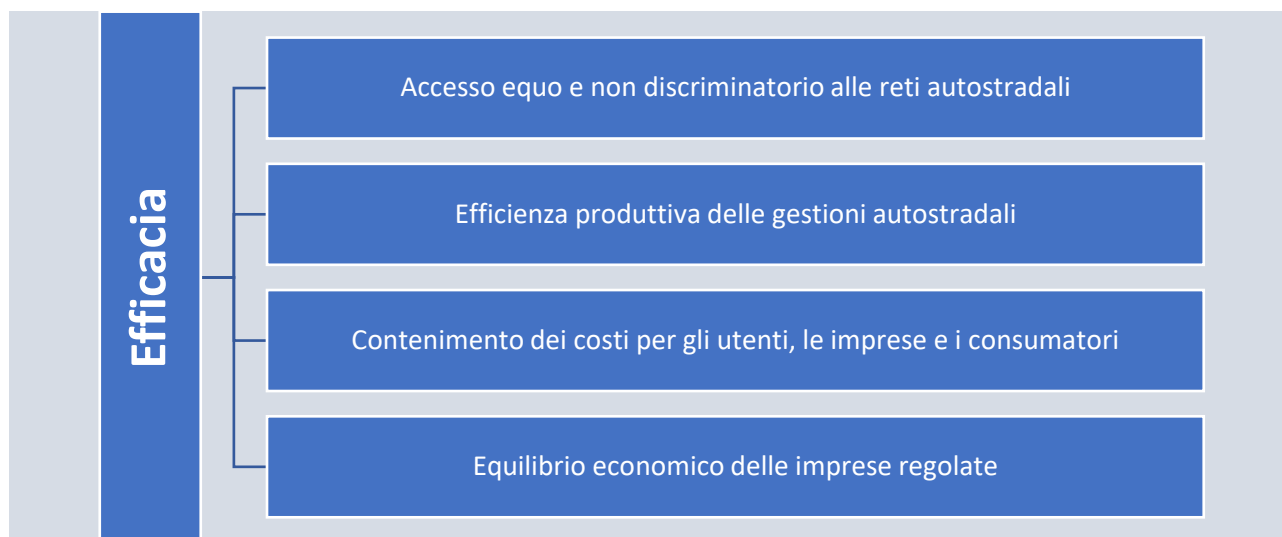 Efficacia
Accesso equo e non discriminatorio alle reti autostradali
Efficienza produttiva delle gestioni autostradali
Contenimento dei costi per gli utenti, le imprese e i consumatori
Equilibrio economico delle imprese regolate